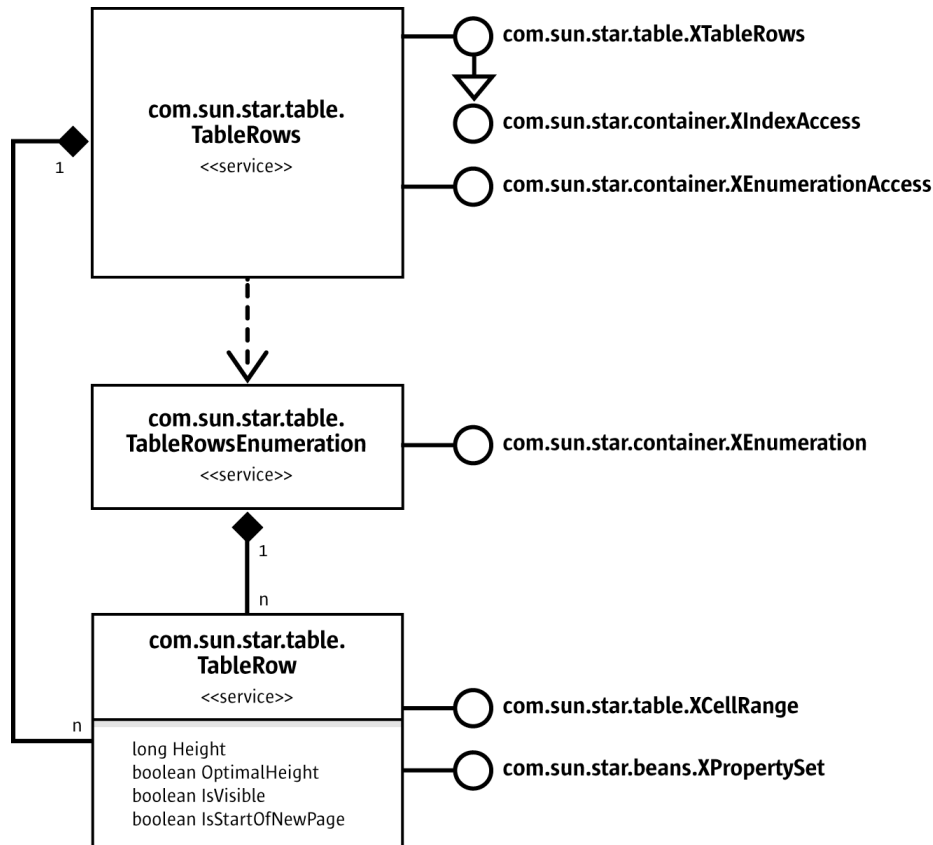 com.sun.star.table.XTableRows
com.sun.star.table.
TableRows
<<service>>
com.sun.star.container.XIndexAccess
1
com.sun.star.container.XEnumerationAccess
com.sun.star.table.
TableRowsEnumeration
<<service>>
com.sun.star.container.XEnumeration
1
n
com.sun.star.table.
TableRow
<<service>>
com.sun.star.table.XCellRange
n
long Height
boolean OptimalHeight
boolean IsVisible
boolean IsStartOfNewPage
com.sun.star.beans.XPropertySet